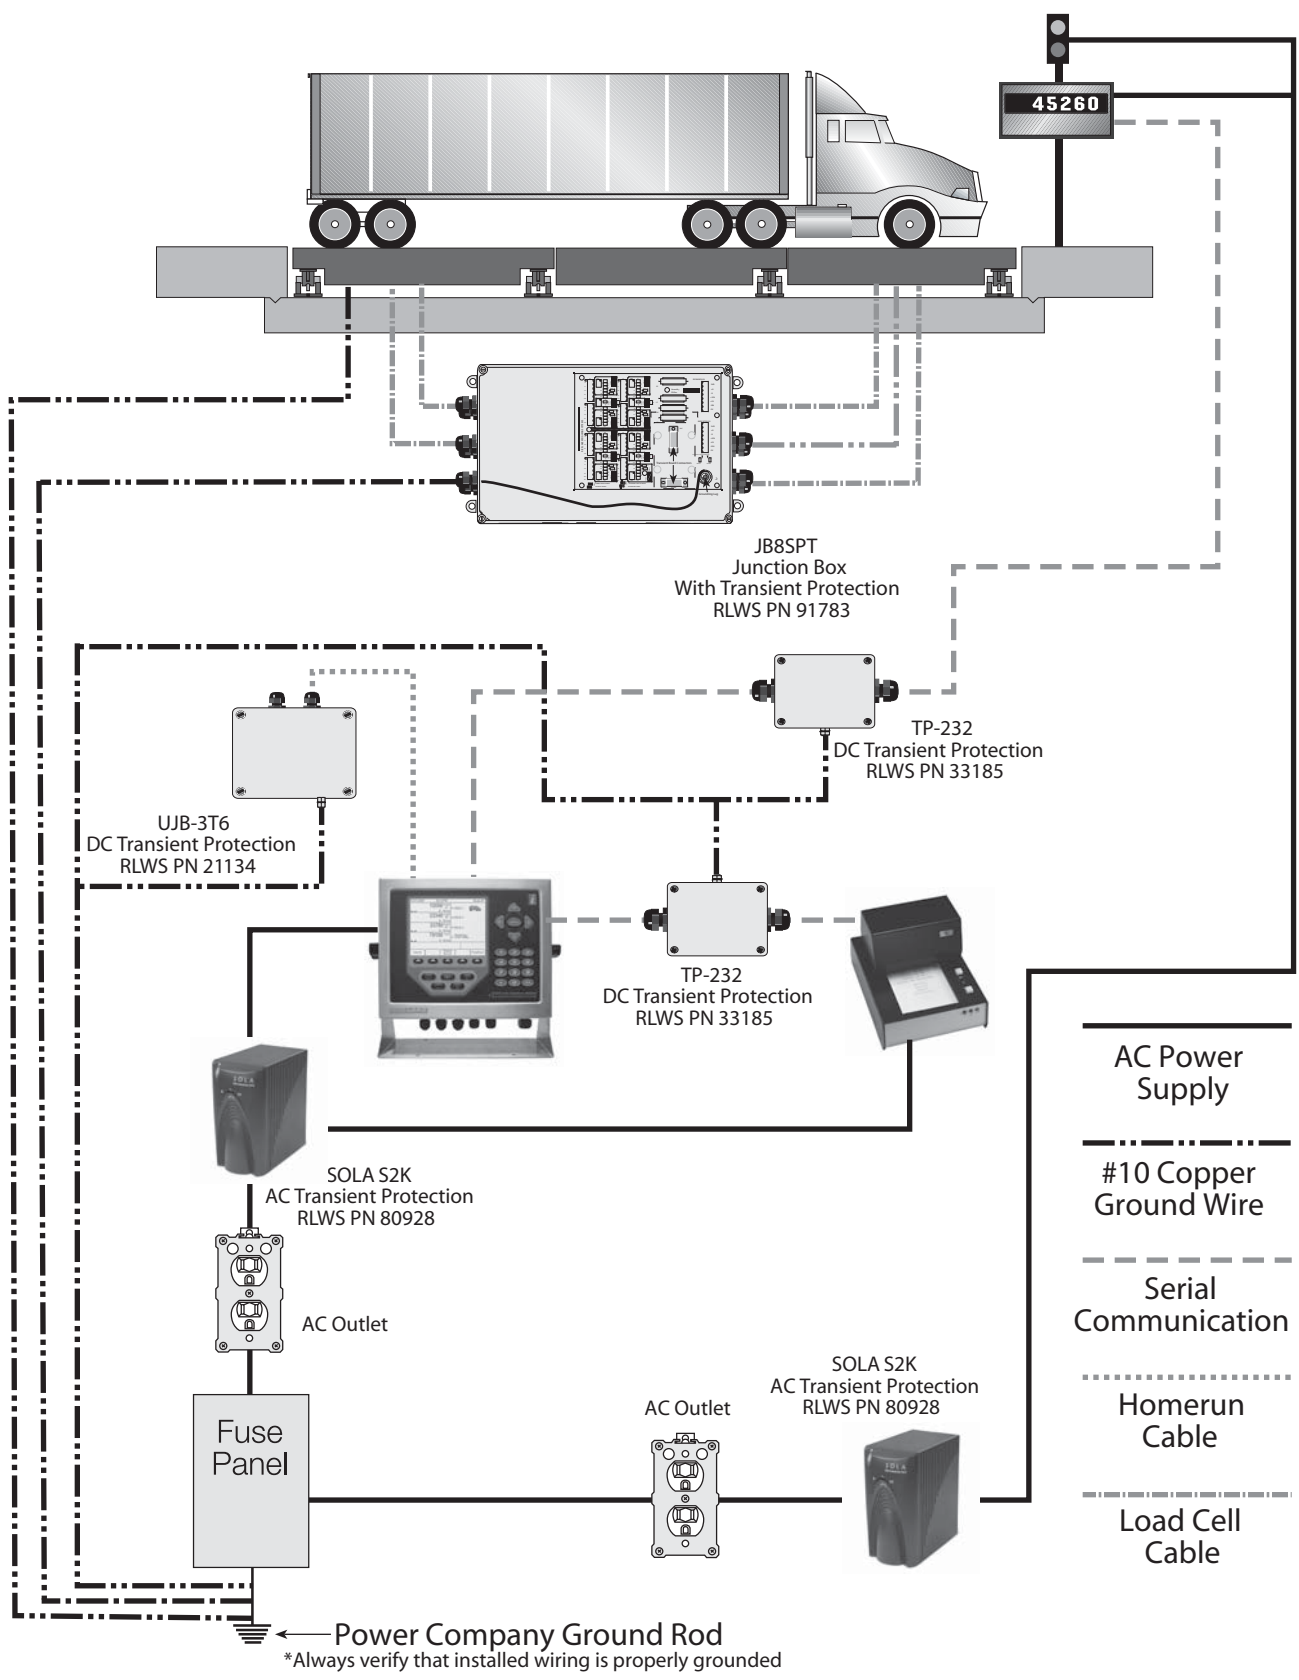 45260
JB8SPT
Junction Box
With Transient Protection
RLWS PN 91783
TP-232
DC Transient Protection
RLWS PN 33185
UJB-3T6
DC Transient Protection
RLWS PN 21134
TP-232
DC Transient Protection
RLWS PN 33185
SOLA
SOLA S2K
AC Transient Protection
RLWS PN 80928
AC Outlet
Fuse
Panel
AC Outlet
SOLA S2K
AC Transient Protection
RLWS PN 80928
SOLA
AC Power
Supply
#10 Copper
Ground Wire
Serial
Communication
Homerun
Cable
Load Cell
Cable
Power Company Ground Rod
*Always verify that installed wiring is properly grounded